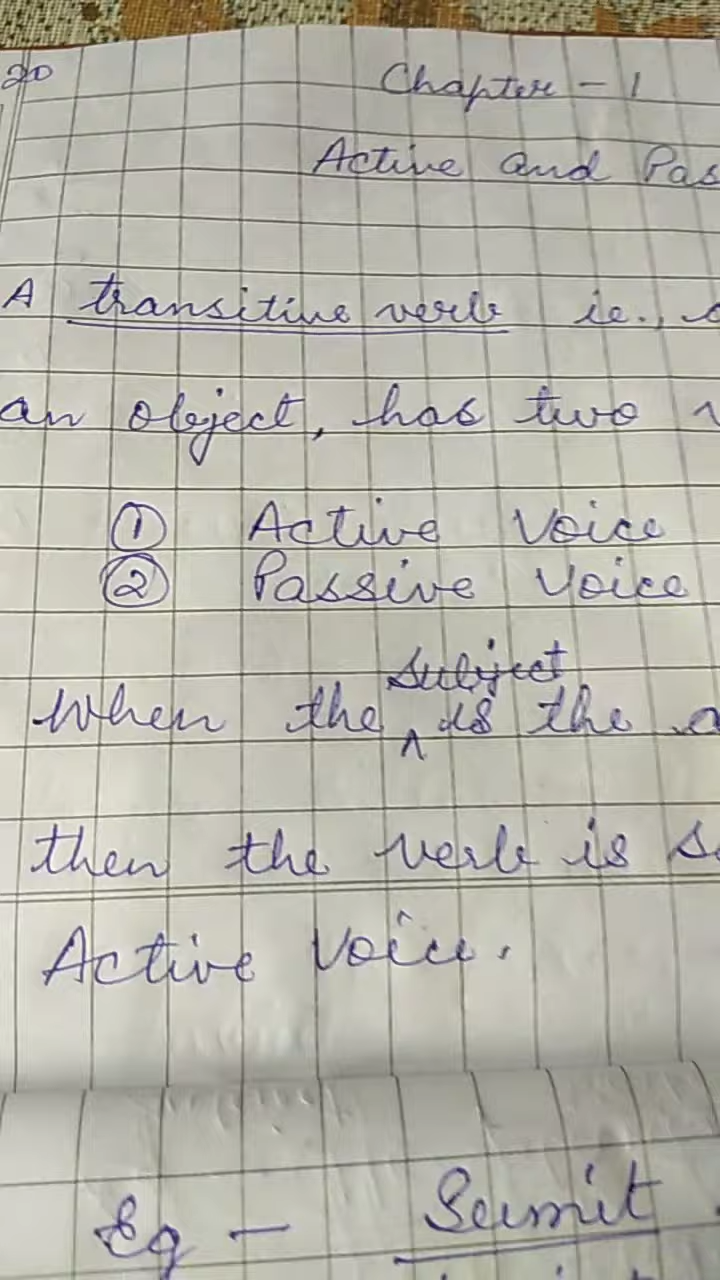 20
Chapter - 1
Active and Pas
A transitive verb ie.,
an object, has two
① Active Voice
② Passive Voice
subject
When the ^ is the
then the verb is s
Active Voice.
Eg - Sumit